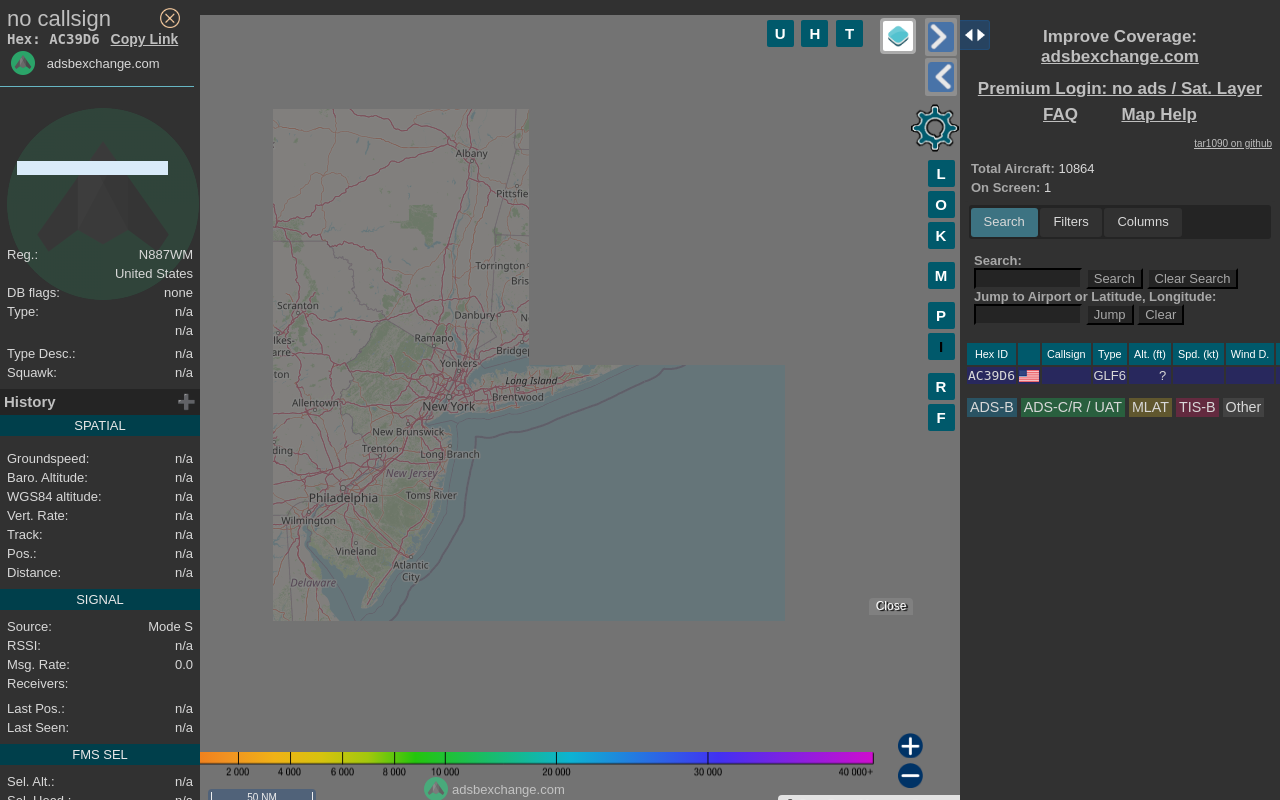 no callsign
Hex: AC39D6 Copy Link
adsbexchange.com
Reg.: N887WM
United States
DB flags: none
Type: n/a
n/a
Type Desc.: n/a
Squawk: n/a
History
SPATIAL
Groundspeed: n/a
Baro. Altitude: n/a
WGS84 altitude: n/a
Vert. Rate: n/a
Track: n/a
Pos.: n/a
Distance: n/a
SIGNAL
Source: Mode S
RSSI: n/a
Msg. Rate: 0.0
Receivers:
Last Pos.: n/a
Last Seen: n/a
FMS SEL
Sel. Alt.: n/a
Sel. Head.: n/a
U H T
L
O
K
M
P
I
R
F
Albany
Pittsfie
Torrington
Bris
Scranton
Danbury
N
lkes-
arre
Ramapo
Bridgep
Yonkers
ton
Long Island
Brentwood
Allentown
New York
New Brunswick
ding
Trenton
Long Branch
New Jersey
Philadelphia
Toms River
Wilmington
Vineland
Atlantic
City
Delaware
Close
2 000 4 000 6 000 8 000 10 000 20 000 30 000 40 000+
adsbexchange.com
50 NM
Improve Coverage:
adsbexchange.com
Premium Login: no ads / Sat. Layer
FAQ Map Help
tar1090 on github
Total Aircraft: 10864
On Screen: 1
Search Filters Columns
Search:
Search Clear Search
Jump to Airport or Latitude, Longitude:
Jump Clear
Hex ID Callsign Type Alt. (ft) Spd. (kt) Wind D.
AC39D6 GLF6 ?
ADS-B ADS-C/R / UAT MLAT TIS-B Other